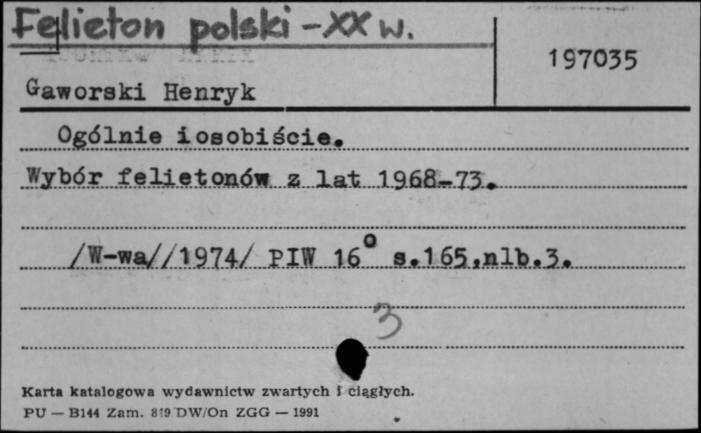 Felieton polski - XX w.
197035
Gaworski Henryk
Ogólnie i osobiście.
Wybór felietonów z lat 1968-73.
/W-wa//1974/ PIW 16° s.165,nlb.3.
3
Karta katalogowa wydawnictw zwartych i ciągłych.
PU — B144 Zam. 819 DW/On ZGG — 1991